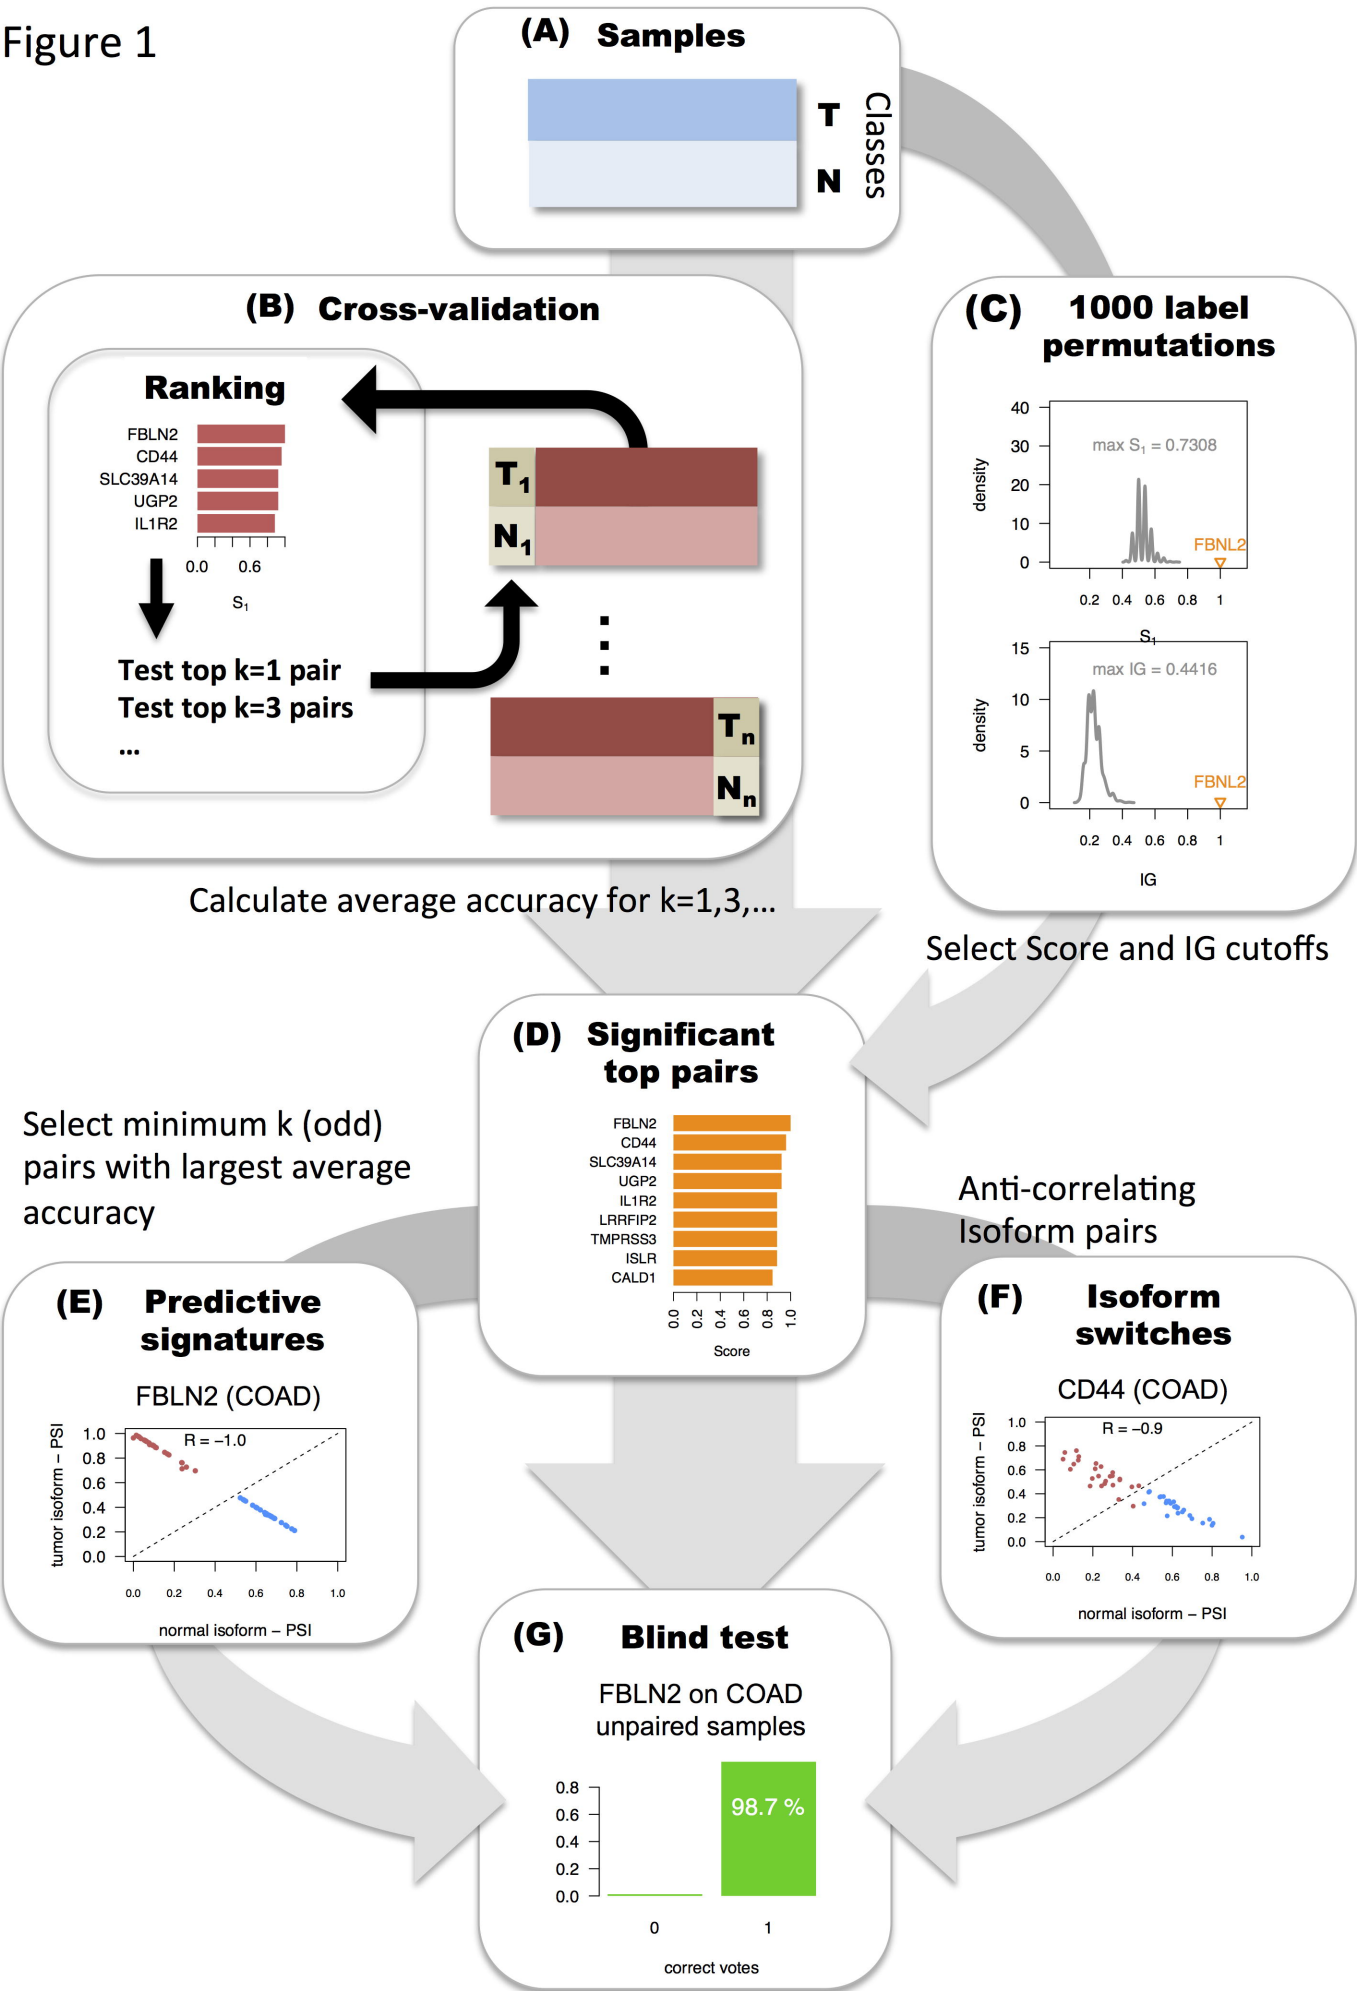 Figure 1
(A) Samples
T
N
Classes
(B) Cross-validation
Ranking
FBLN2
CD44
SLC39A14
UGP2
IL1R2
0.0 0.6
S1
Test top k=1 pair
Test top k=3 pairs
...
T1
N1
⋮
Tn
Nn
(C) 1000 label
permutations
40
30
20
10
0
density
max S1 = 0.7308
FBNL2
0.2 0.4 0.6 0.8 1
S1
15
10
5
0
density
max IG = 0.4416
FBNL2
0.2 0.4 0.6 0.8 1
IG
Calculate average accuracy for k=1,3,...
Select Score and IG cutoffs
(D) Significant
top pairs
FBLN2
CD44
SLC39A14
UGP2
IL1R2
LRRFIP2
TMPRSS3
ISLR
CALD1
0.0 0.2 0.4 0.6 0.8 1.0
Score
Select minimum k (odd)
pairs with largest average
accuracy
Anti-correlating
Isoform pairs
(E) Predictive
signatures
FBLN2 (COAD)
tumor isoform – PSI
1.0
0.8
0.6
0.4
0.2
0.0
R = –1.0
0.0 0.2 0.4 0.6 0.8 1.0
normal isoform – PSI
(F) Isoform
switches
CD44 (COAD)
tumor isoform – PSI
1.0
0.8
0.6
0.4
0.2
0.0
R = –0.9
0.0 0.2 0.4 0.6 0.8 1.0
normal isoform – PSI
(G) Blind test
FBLN2 on COAD
unpaired samples
0.8
0.6
0.4
0.2
0.0
98.7 %
0 1
correct votes